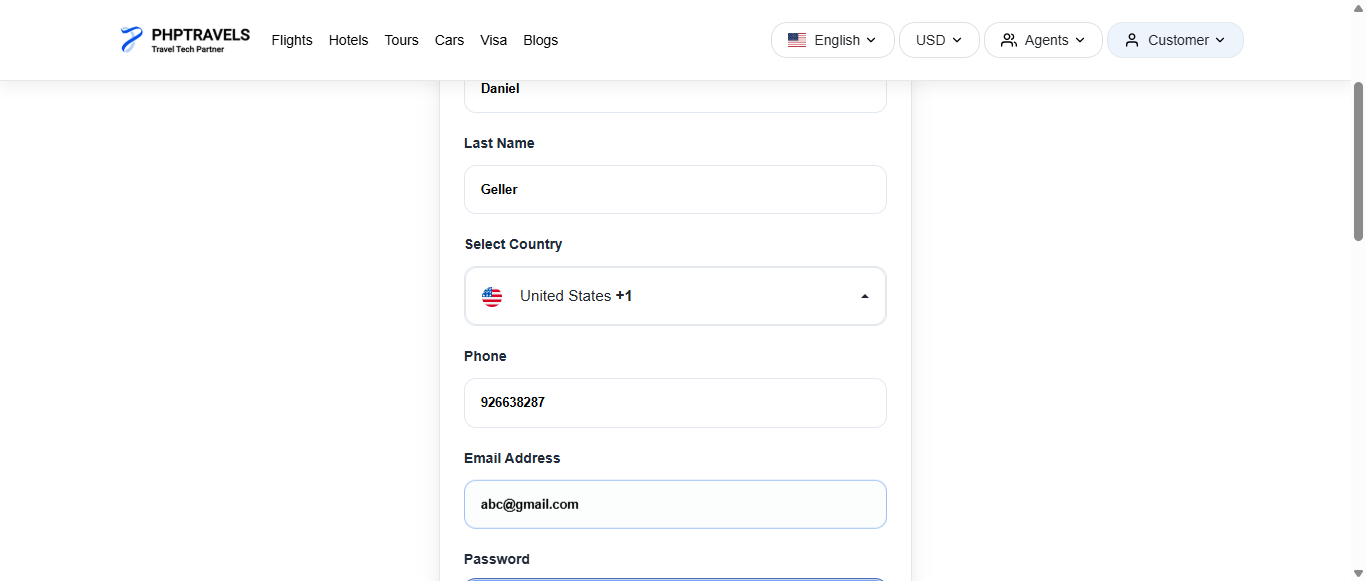 PHPTRAVELS
Travel Tech Partner
Flights Hotels Tours Cars Visa Blogs
English USD Agents Customer
Daniel
Last Name
Geller
Select Country
United States +1
Phone
926638287
Email Address
abc@gmail.com
Password